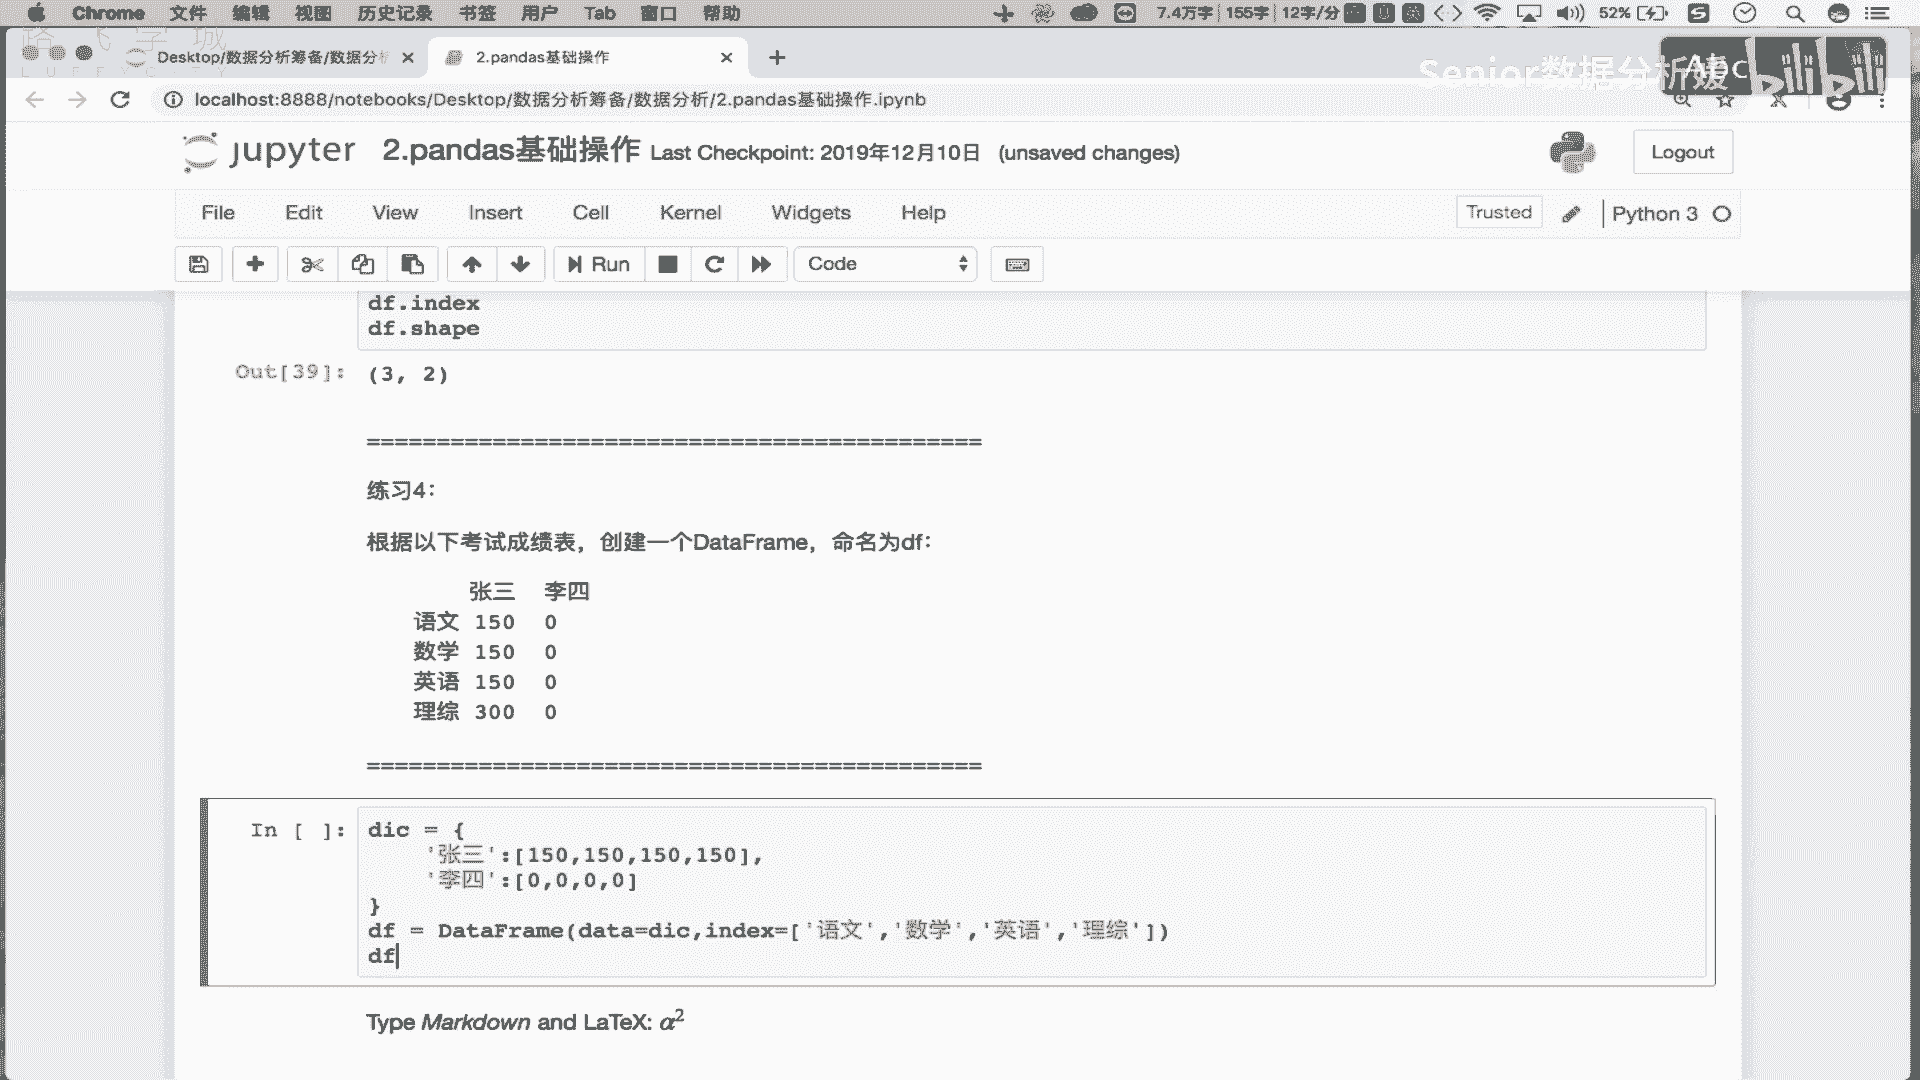 Chrome 文件 编辑 视图 历史记录 书签 用户 Tab 窗口 帮助 7.4万字 155字 12字/分 52%
Desktop/数据分析筹备/数据分析
2.pandas基础操作
Senior数据分析媛
bilibili
localhost:8888/notebooks/Desktop/数据分析筹备/数据分析/2.pandas基础操作.ipynb
jupyter 2.pandas基础操作 Last Checkpoint: 2019年12月10日 (unsaved changes)
Logout
File Edit View Insert Cell Kernel Widgets Help
Trusted
Python 3
Run
Code
df.index
df.shape
Out[39]: (3, 2)
============================================
练习4：
根据以下考试成绩表，创建一个DataFrame，命名为df：
张三 李四
语文 150 0
数学 150 0
英语 150 0
理综 300 0
============================================
In [ ]: dic = {
'张三':[150,150,150,150],
'李四':[0,0,0,0]
}
df = DataFrame(data=dic,index=['语文','数学','英语','理综'])
df
Type Markdown and LaTeX: α²